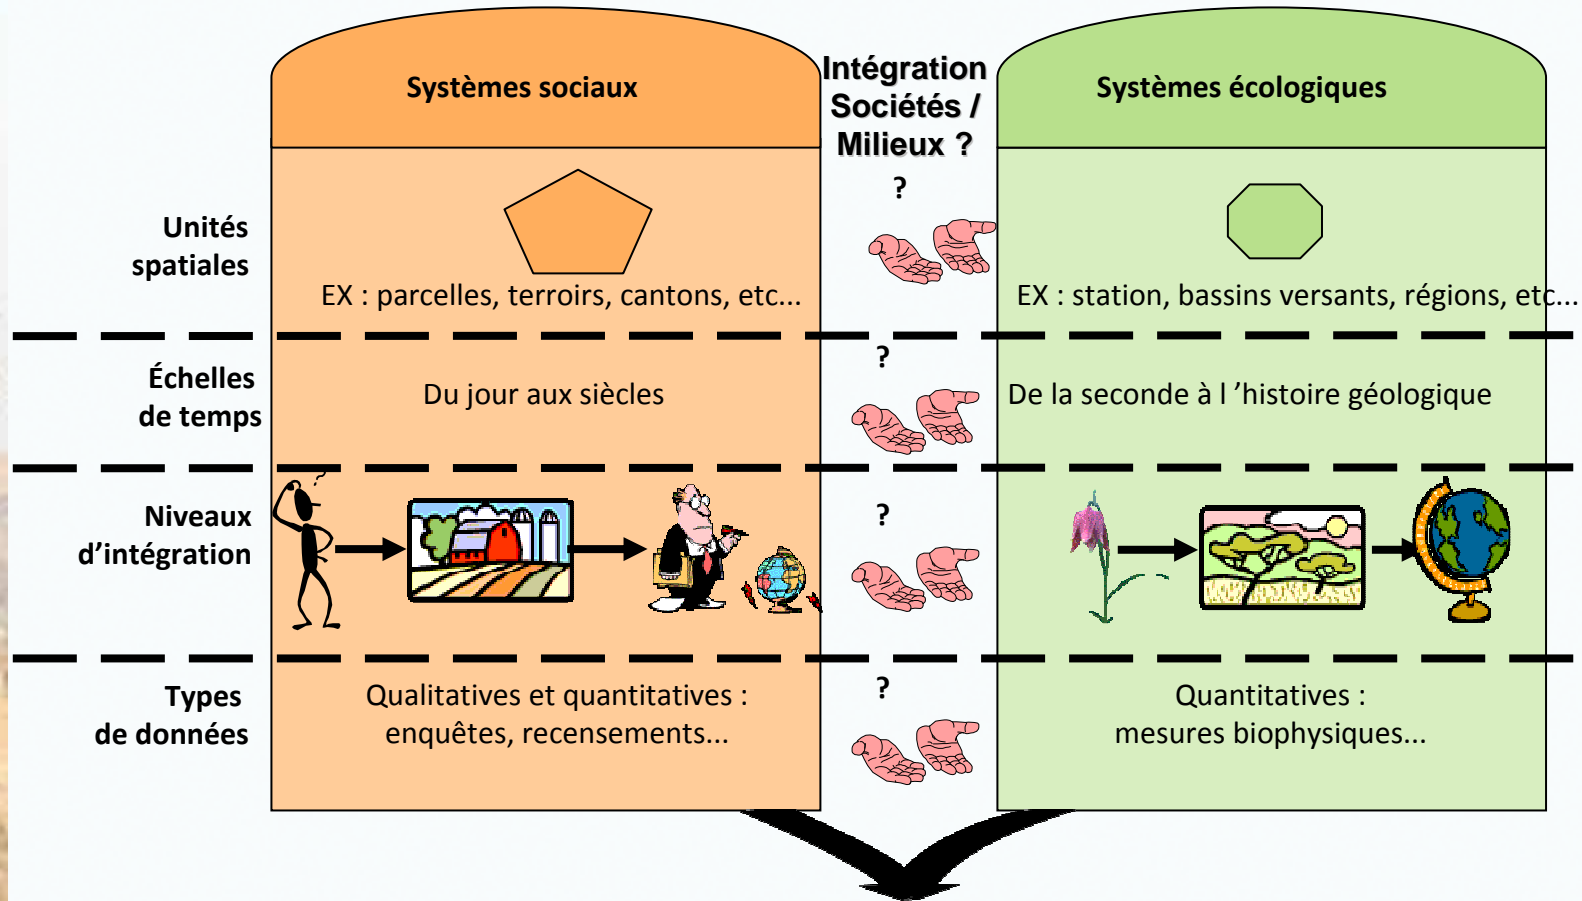 Systèmes sociaux
Intégration
Sociétés /
Milieux ?
Systèmes écologiques
Unités
spatiales
?
EX : parcelles, terroirs, cantons, etc...
EX : station, bassins versants, régions, etc...
Échelles
de temps
Du jour aux siècles
?
De la seconde à l ’histoire géologique
Niveaux
d’intégration
?
?
Types
de données
Qualitatives et quantitatives :
enquêtes, recensements...
?
Quantitatives :
mesures biophysiques...